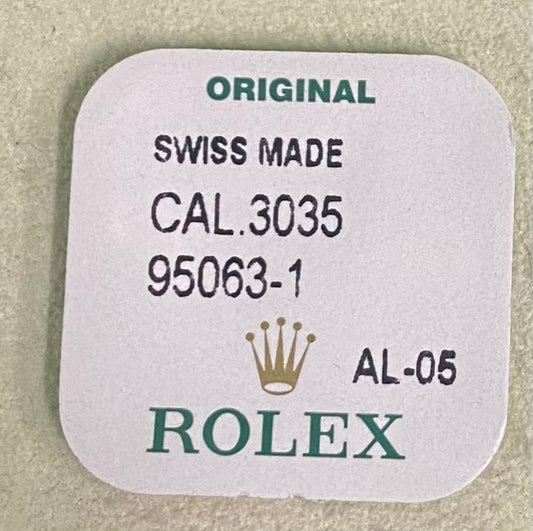 ORIGINAL
SWISS MADE
CAL.3035
95063-1
AL-05
ROLEX